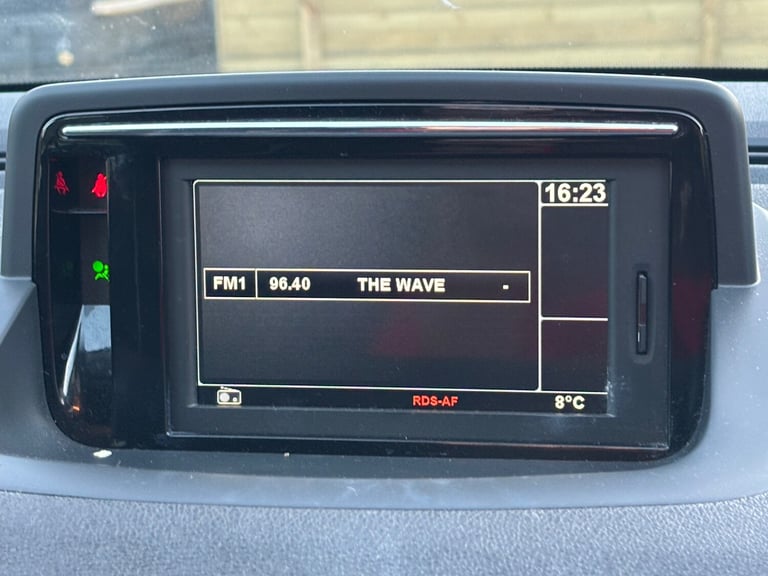 16:23
FM1 96.40 THE WAVE -
RDS-AF 8°C